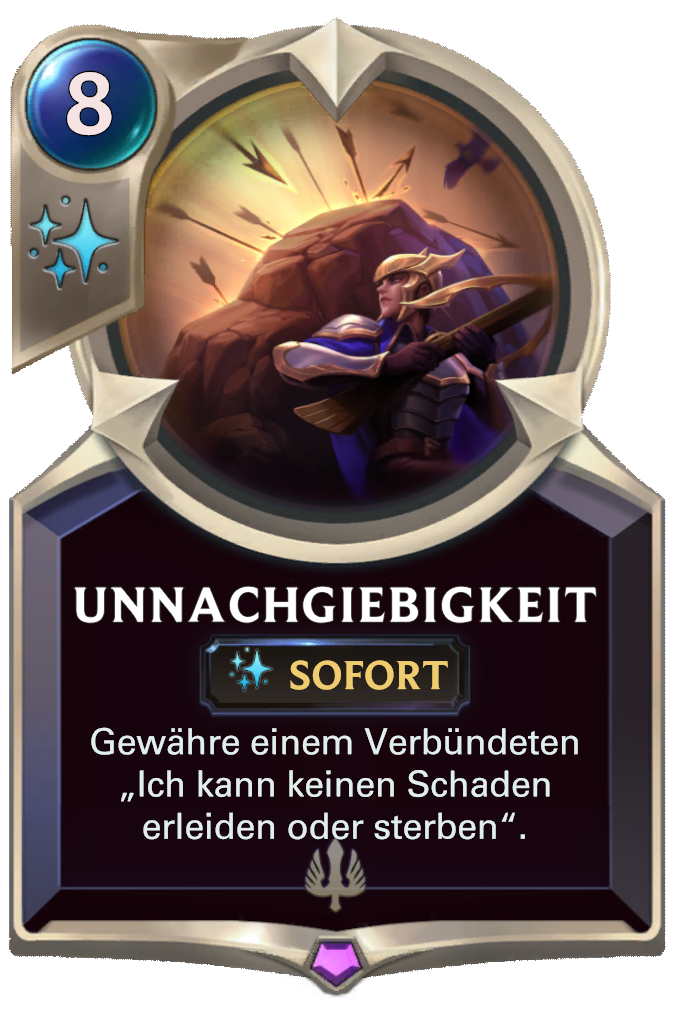 8
UNNACHGIEBIGKEIT
SOFORT
Gewähre einem Verbündeten
„Ich kann keinen Schaden
erleiden oder sterben“.